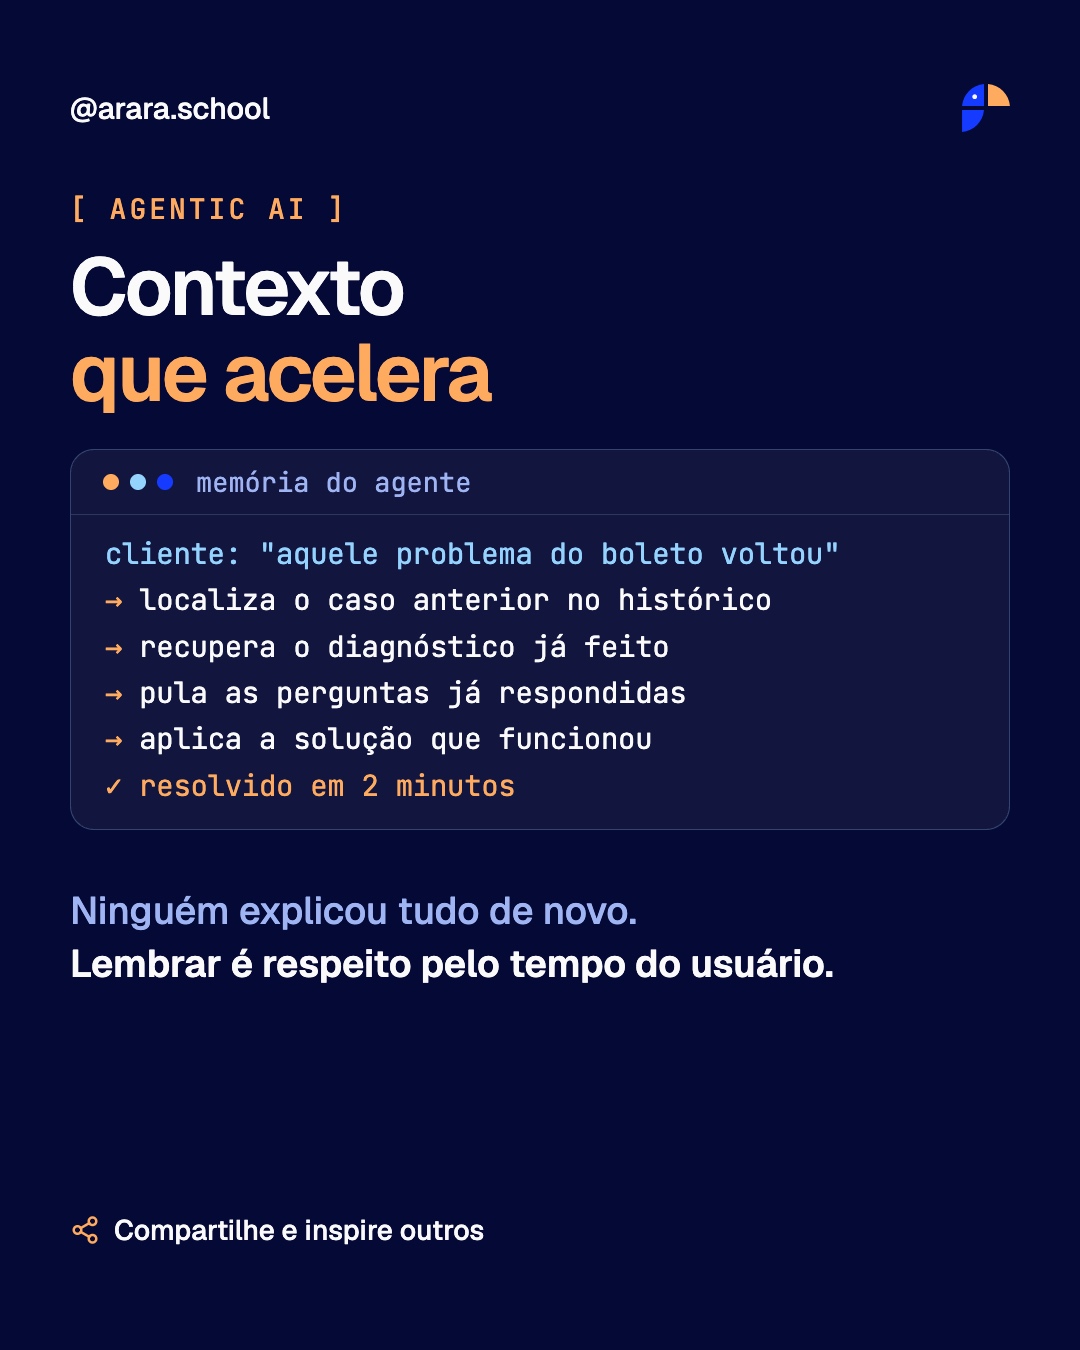 @arara.school
[ AGENTIC AI ]
Contexto
que acelera
memória do agente
cliente: "aquele problema do boleto voltou"
→ localiza o caso anterior no histórico
→ recupera o diagnóstico já feito
→ pula as perguntas já respondidas
→ aplica a solução que funcionou
✓ resolvido em 2 minutos
Ninguém explicou tudo de novo.
Lembrar é respeito pelo tempo do usuário.
Compartilhe e inspire outros